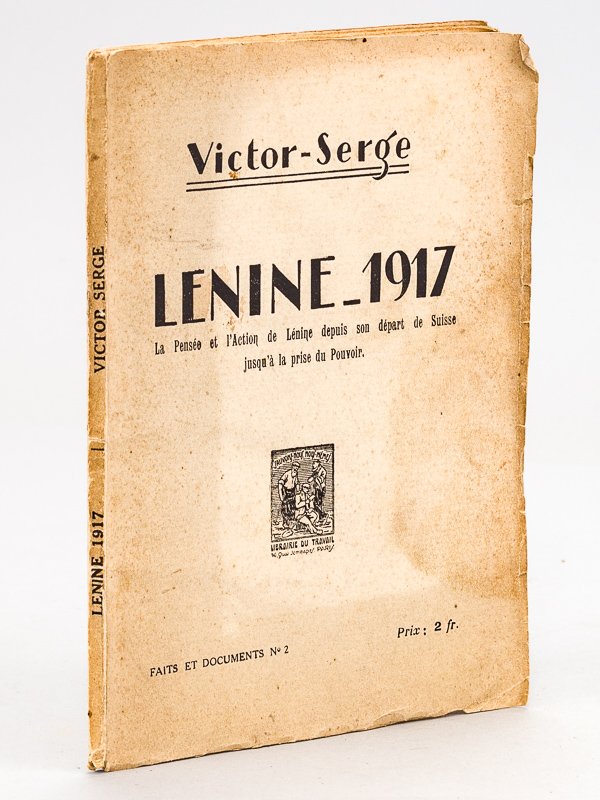 Victor-Serge
LENINE_1917
La Pensée et l'Action de Lénine depuis son départ de Suisse
jusqu'à la prise du Pouvoir.
LIBRAIRIE DU TRAVAIL
FAITS ET DOCUMENTS Nº 2
Prix : 2 fr.
LENINE 1917 | VICTOR SERGE